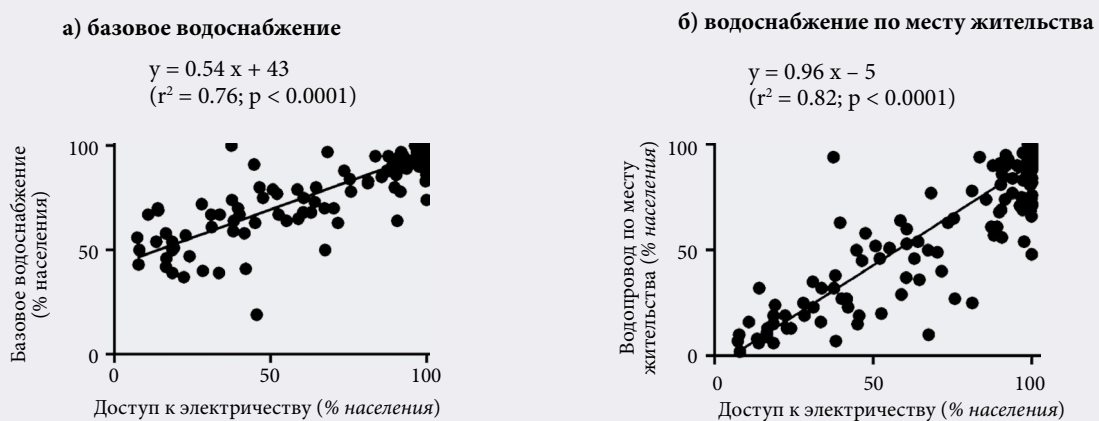 а) базовое водоснабжение
y = 0.54 x + 43
(r² = 0.76; p < 0.0001)
100
50
0
Базовое водоснабжение
(% населения)
0 50 100
Доступ к электричеству (% населения)
б) водоснабжение по месту жительства
y = 0.96 x – 5
(r² = 0.82; p < 0.0001)
100
50
0
Водопровод по месту
жительства (% населения)
0 50 100
Доступ к электричеству (% населения)